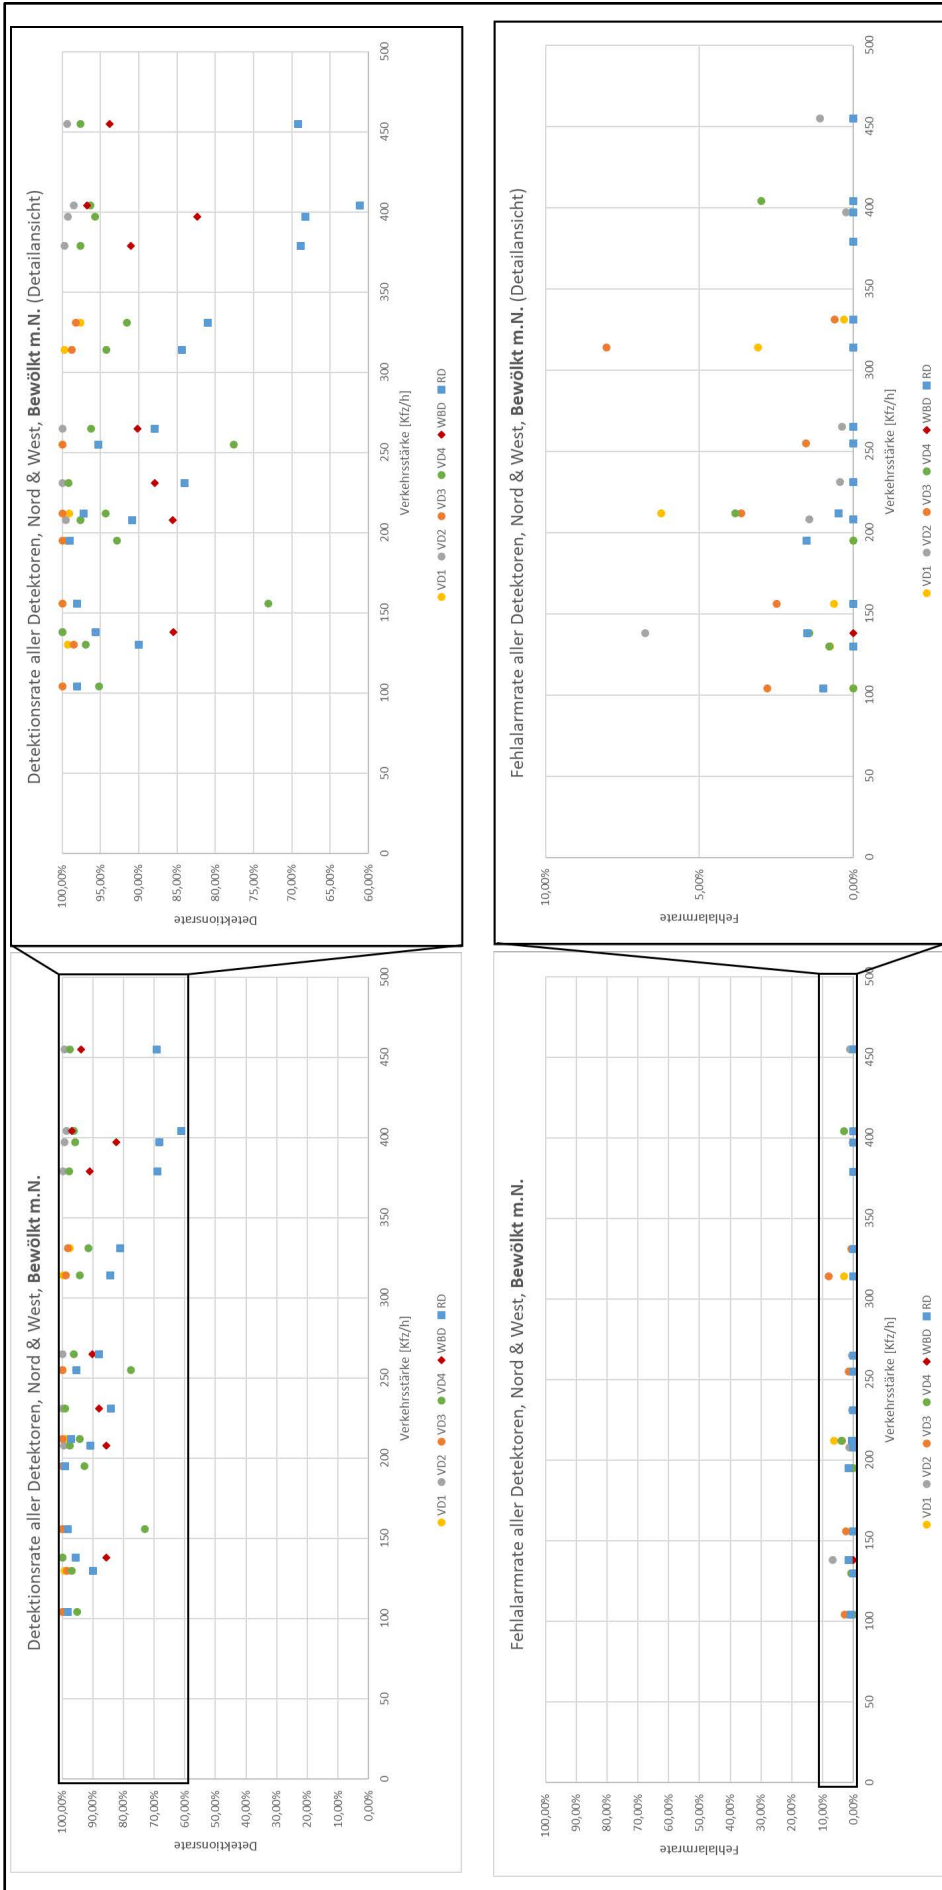 Detektionsrate aller Detektoren, Nord & West, Bewölkt m.N.
100,00%
90,00%
80,00%
70,00%
60,00%
50,00%
40,00%
30,00%
20,00%
10,00%
0,00%
Detektionsrate
0 50 100 150 200 250 300 350 400 450 500
Verkehrsstärke [Kfz/h]
VD1 VD2 VD3 VD4 WBD RD
Detektionsrate aller Detektoren, Nord & West, Bewölkt m.N. (Detailansicht)
100,00%
95,00%
90,00%
85,00%
80,00%
75,00%
70,00%
65,00%
60,00%
Detektionsrate
0 50 100 150 200 250 300 350 400 450 500
Verkehrsstärke [Kfz/h]
VD1 VD2 VD3 VD4 WBD RD
Fehlalarmrate aller Detektoren, Nord & West, Bewölkt m.N.
100,00%
90,00%
80,00%
70,00%
60,00%
50,00%
40,00%
30,00%
20,00%
10,00%
0,00%
Fehlalarmrate
0 50 100 150 200 250 300 350 400 450 500
Verkehrsstärke [Kfz/h]
VD1 VD2 VD3 VD4 WBD RD
Fehlalarmrate aller Detektoren, Nord & West, Bewölkt m.N. (Detailansicht)
10,00%
5,00%
0,00%
Fehlalarmrate
0 50 100 150 200 250 300 350 400 450 500
Verkehrsstärke [Kfz/h]
VD1 VD2 VD3 VD4 WBD RD